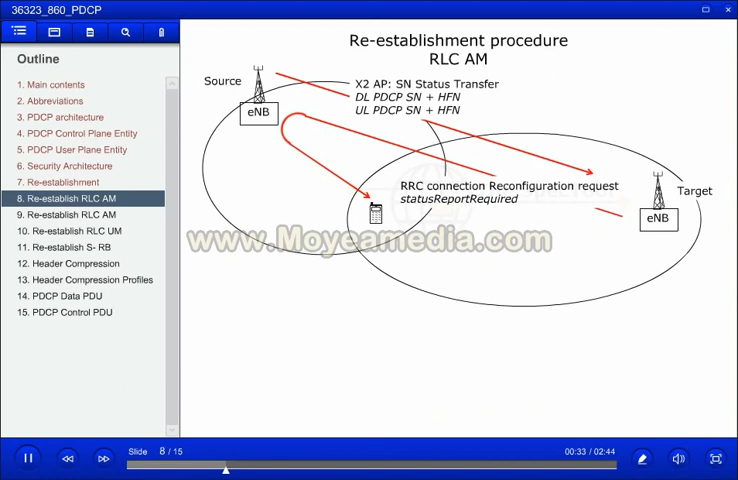 36323_860_PDCP
Outline
1. Main contents
2. Abbreviations
3. PDCP architecture
4. PDCP Control Plane Entity
5. PDCP User Plane Entity
6. Security Architecture
7. Re-establishment
8. Re-establish RLC AM
9. Re-establish RLC AM
10. Re-establish RLC UM
11. Re-establish S- RB
12. Header Compression
13. Header Compression Profiles
14. PDCP Data PDU
15. PDCP Control PDU
Re-establishment procedure
RLC AM
Source
eNB
X2 AP: SN Status Transfer
DL PDCP SN + HFN
UL PDCP SN + HFN
RRC connection Reconfiguration request
statusReportRequired
Target
eNB
www.Moyeamedia.com
Slide 8 / 15
00:33 / 02:44